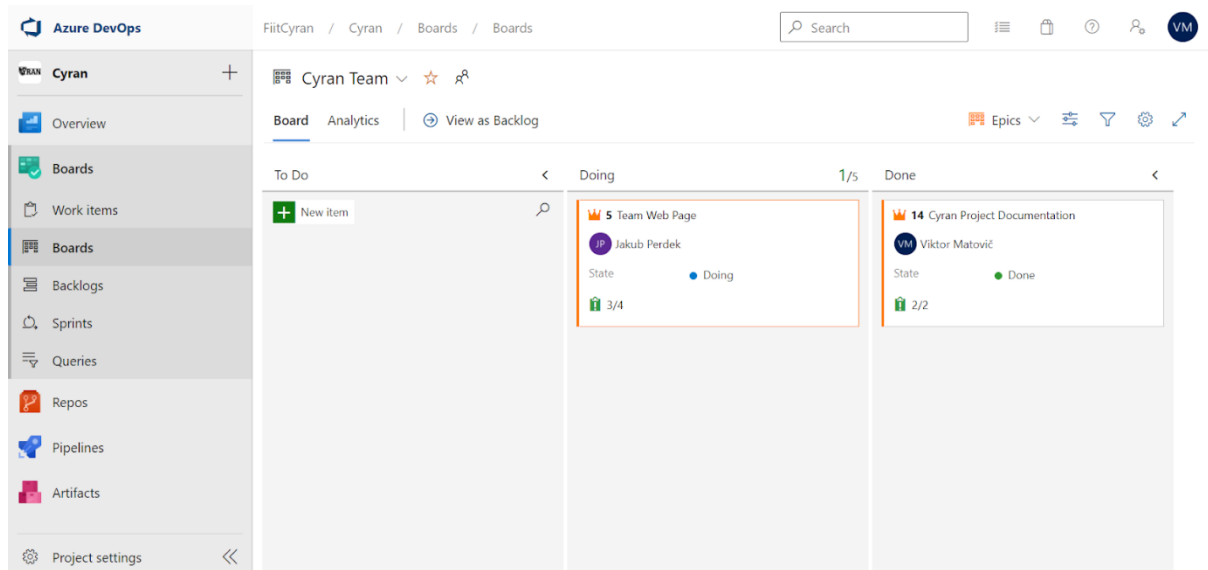 Azure DevOps
FiitCyran / Cyran / Boards / Boards
Search
VM
Cyran
Cyran Team
Overview
Board Analytics View as Backlog
Epics
Boards
To Do
Doing 1/5
Done
Work items
New item
5 Team Web Page
JP Jakub Perdek
State Doing
3/4
14 Cyran Project Documentation
VM Viktor Matovič
State Done
2/2
Boards
Backlogs
Sprints
Queries
Repos
Pipelines
Artifacts
Project settings